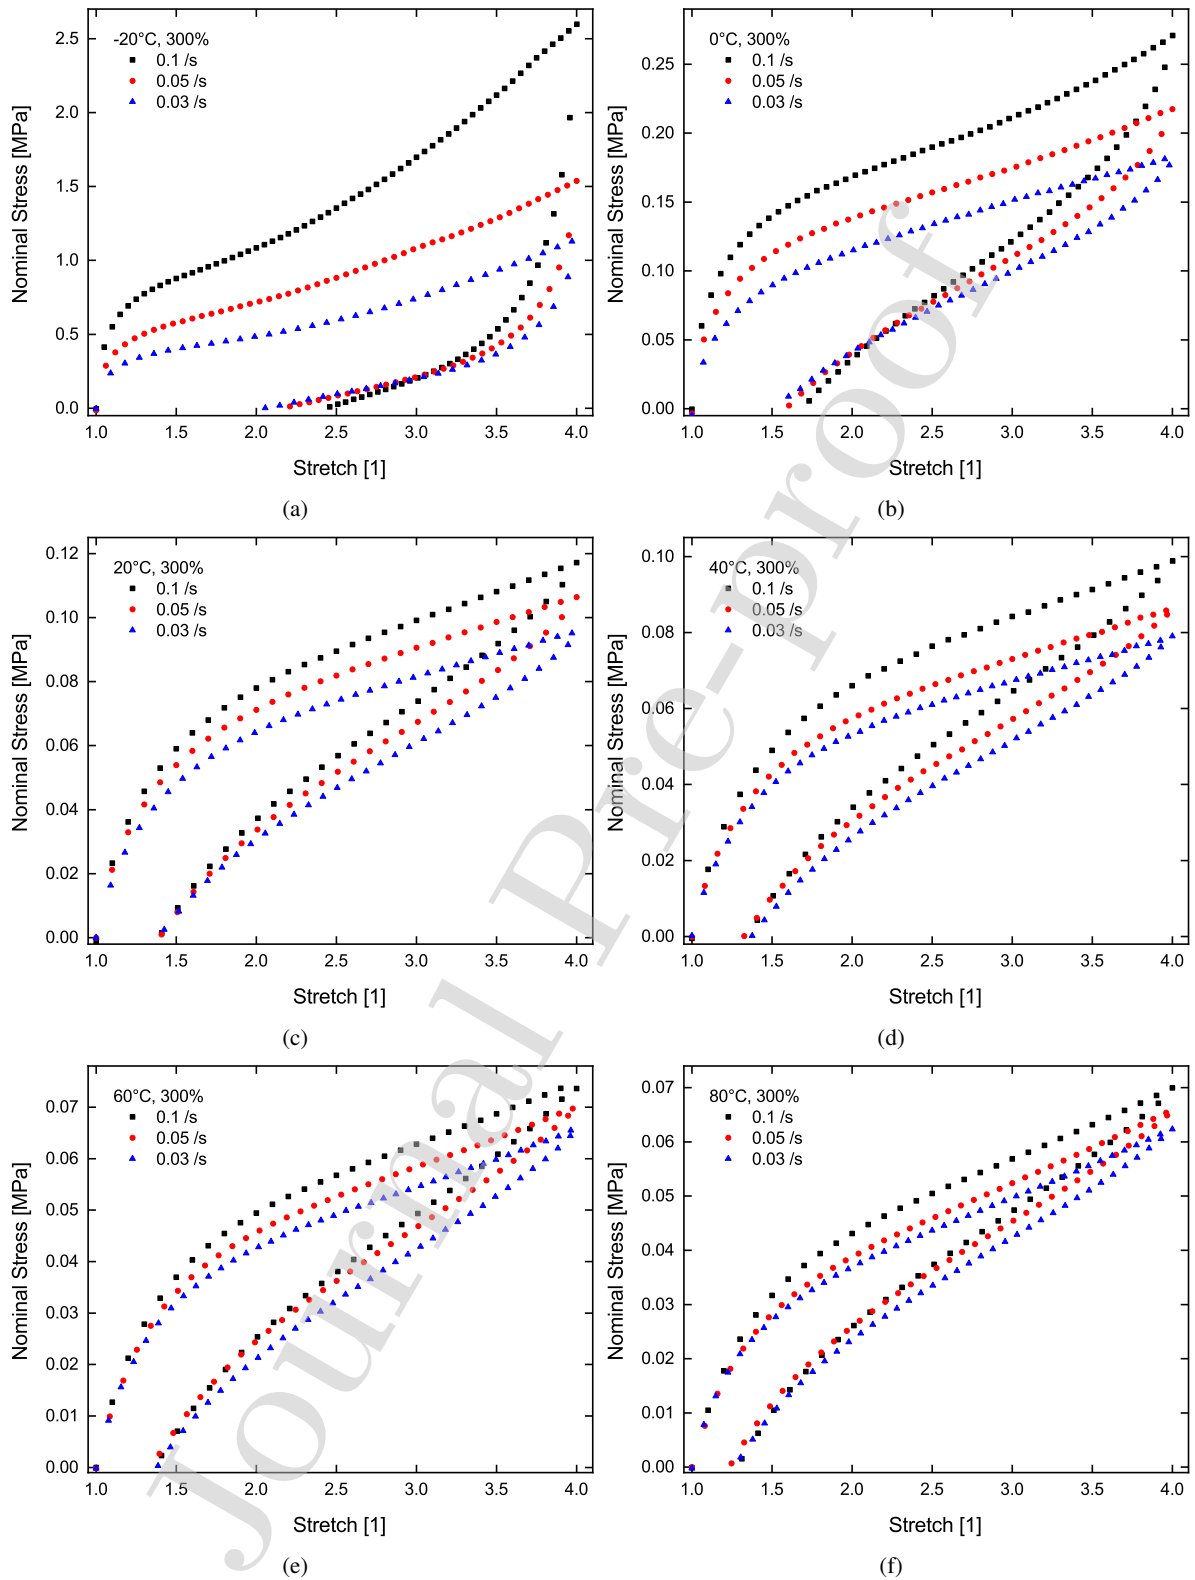 -20°C, 300%
0.1 /s
0.05 /s
0.03 /s
2.5
2.0
1.5
1.0
0.5
0.0
Nominal Stress [MPa]
1.0 1.5 2.0 2.5 3.0 3.5 4.0
Stretch [1]
(a)
0°C, 300%
0.1 /s
0.05 /s
0.03 /s
0.25
0.20
0.15
0.10
0.05
0.00
Nominal Stress [MPa]
1.0 1.5 2.0 2.5 3.0 3.5 4.0
Stretch [1]
(b)
20°C, 300%
0.1 /s
0.05 /s
0.03 /s
0.12
0.10
0.08
0.06
0.04
0.02
0.00
Nominal Stress [MPa]
1.0 1.5 2.0 2.5 3.0 3.5 4.0
Stretch [1]
(c)
40°C, 300%
0.1 /s
0.05 /s
0.03 /s
0.10
0.08
0.06
0.04
0.02
0.00
Nominal Stress [MPa]
1.0 1.5 2.0 2.5 3.0 3.5 4.0
Stretch [1]
(d)
60°C, 300%
0.1 /s
0.05 /s
0.03 /s
0.07
0.06
0.05
0.04
0.03
0.02
0.01
0.00
Nominal Stress [MPa]
1.0 1.5 2.0 2.5 3.0 3.5 4.0
Stretch [1]
(e)
80°C, 300%
0.1 /s
0.05 /s
0.03 /s
0.07
0.06
0.05
0.04
0.03
0.02
0.01
0.00
Nominal Stress [MPa]
1.0 1.5 2.0 2.5 3.0 3.5 4.0
Stretch [1]
(f)
Journal Pre-proof